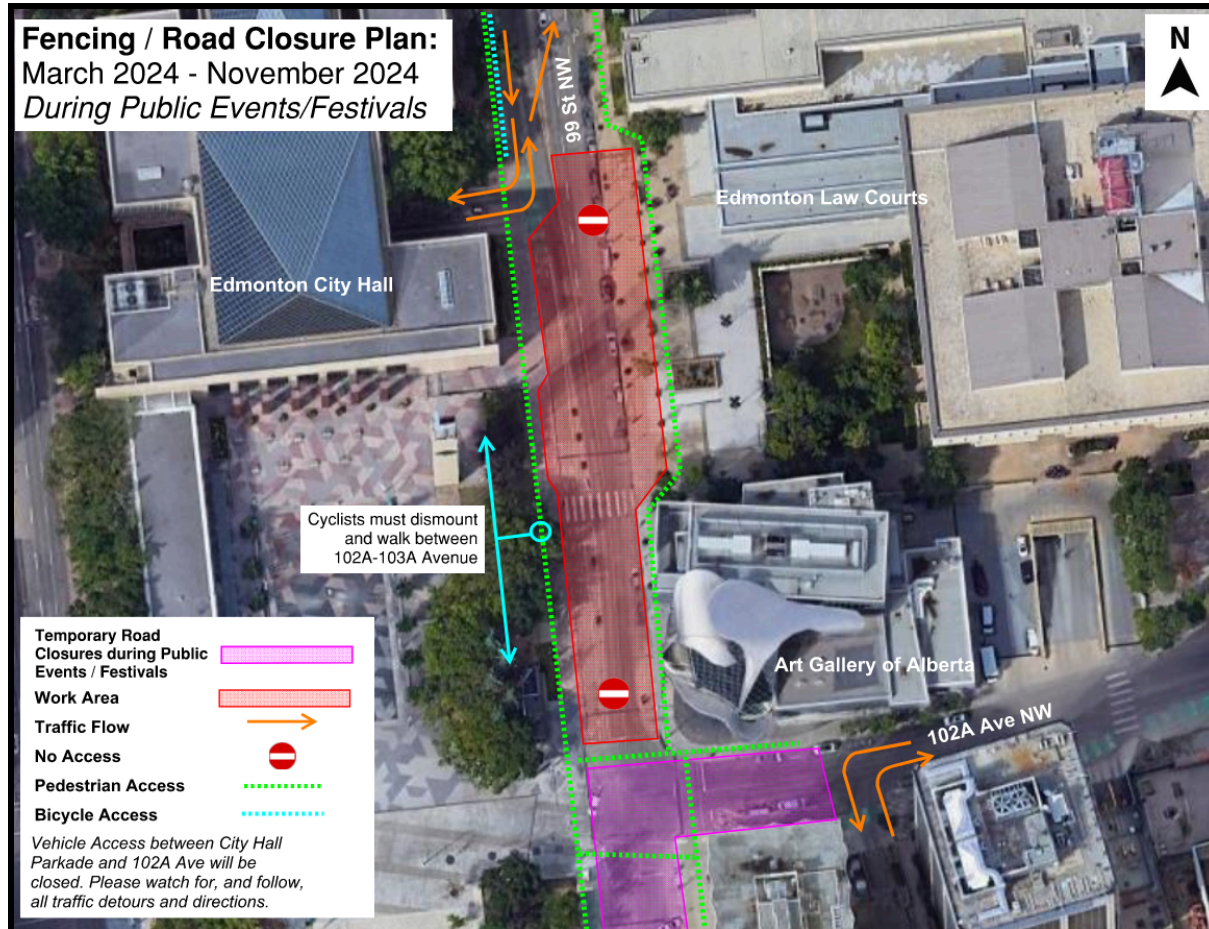 Fencing / Road Closure Plan:
March 2024 - November 2024
During Public Events/Festivals
N
99 St NW
Edmonton Law Courts
Edmonton City Hall
Cyclists must dismount
and walk between
102A-103A Avenue
Art Gallery of Alberta
102A Ave NW
Temporary Road
Closures during Public
Events / Festivals
Work Area
Traffic Flow
No Access
Pedestrian Access
Bicycle Access
Vehicle Access between City Hall
Parkade and 102A Ave will be
closed. Please watch for, and follow,
all traffic detours and directions.